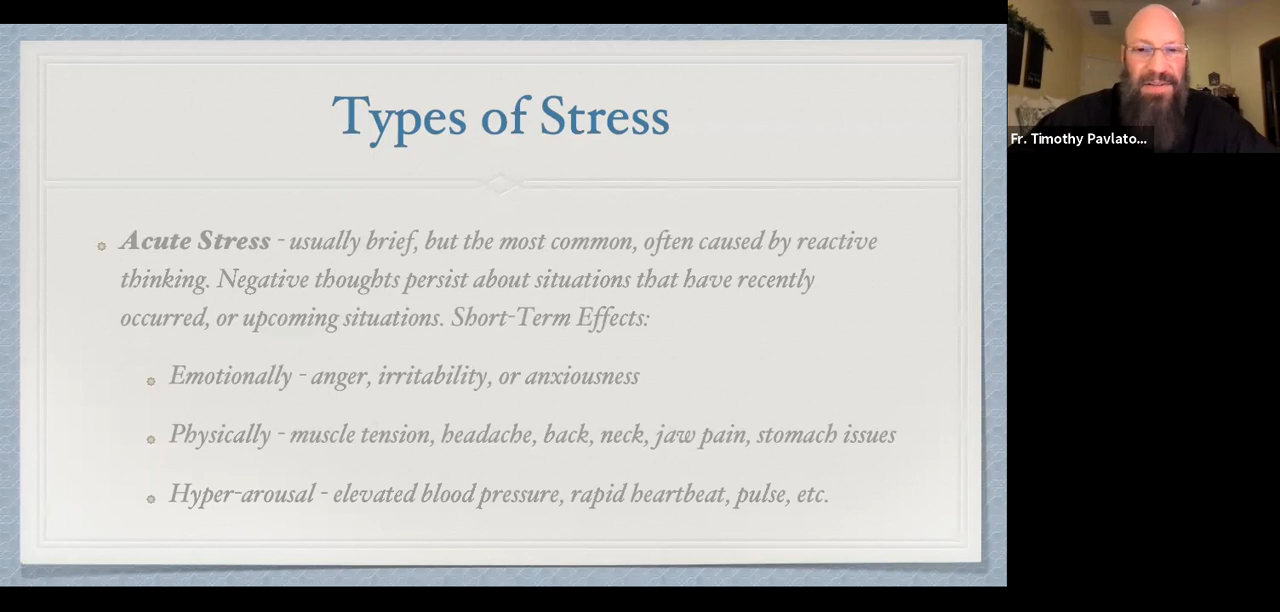 Types of Stress
Acute Stress - usually brief, but the most common, often caused by reactive
thinking. Negative thoughts persist about situations that have recently
occurred, or upcoming situations. Short-Term Effects:
Emotionally - anger, irritability, or anxiousness
Physically - muscle tension, headache, back, neck, jaw pain, stomach issues
Hyper-arousal - elevated blood pressure, rapid heartbeat, pulse, etc.
Fr. Timothy Pavlato...